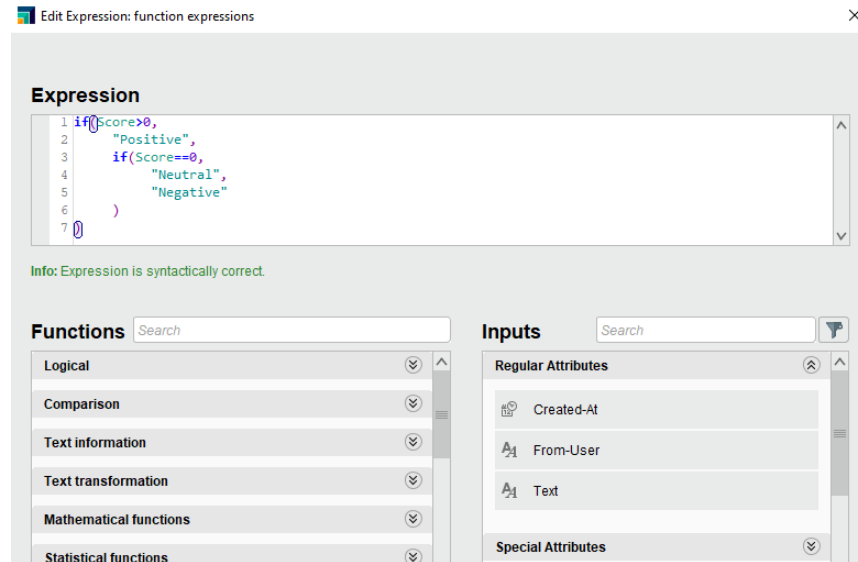 Edit Expression: function expressions
Expression
1 if(Score>0,
2 "Positive",
3 if(Score==0,
4 "Neutral",
5 "Negative"
6 )
7 )
Info: Expression is syntactically correct.
Functions Search
Inputs Search
Logical
Comparison
Text information
Text transformation
Mathematical functions
Statistical functions
Regular Attributes
Created-At
From-User
Text
Special Attributes